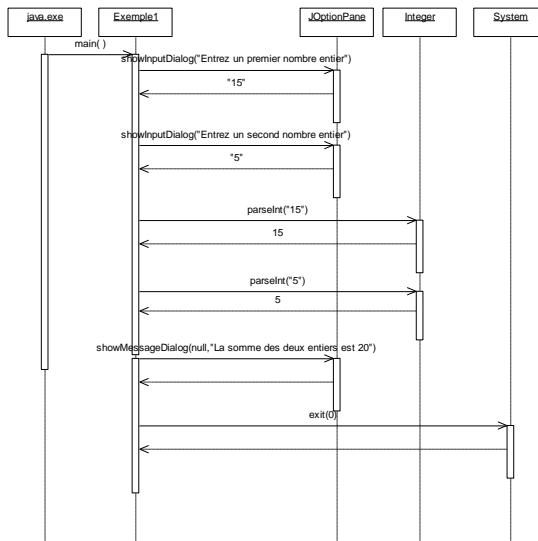 java.exe
Exemple1
JOptionPane
Integer
System
main( )
showInputDialog("Entrez un premier nombre entier")
"15"
showInputDialog("Entrez un second nombre entier")
"5"
parseInt("15")
15
parseInt("5")
5
showMessageDialog(null,"La somme des deux entiers est 20")
exit(0)